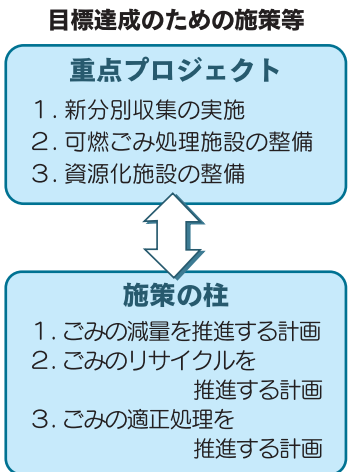 目標達成のための施策等
重点プロジェクト
1. 新分別収集の実施
2. 可燃ごみ処理施設の整備
3. 資源化施設の整備
施策の柱
1. ごみの減量を推進する計画
2. ごみのリサイクルを
推進する計画
3. ごみの適正処理を
推進する計画